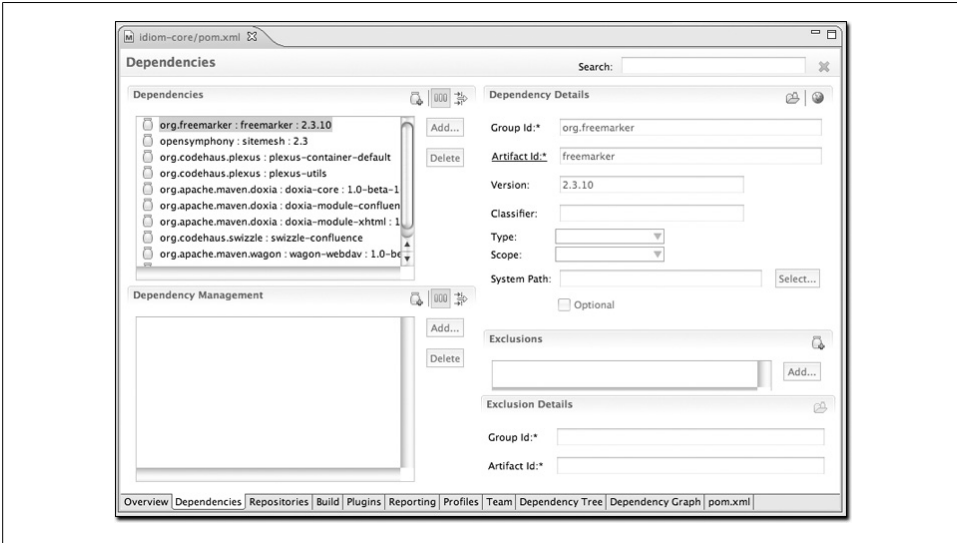 idiom-core/pom.xml
Dependencies
Search:
Dependencies
org.freemarker : freemarker : 2.3.10
opensymphony : sitemesh : 2.3
org.codehaus.plexus : plexus-container-default
org.codehaus.plexus : plexus-utils
org.apache.maven.doxia : doxia-core : 1.0-beta-1
org.apache.maven.doxia : doxia-module-confluen
org.apache.maven.doxia : doxia-module-xhtml : 1
org.codehaus.swizzle : swizzle-confluence
org.apache.maven.wagon : wagon-webdav : 1.0-be
Add...
Delete
Dependency Management
Add...
Delete
Dependency Details
Group Id:* org.freemarker
Artifact Id:* freemarker
Version: 2.3.10
Classifier:
Type:
Scope:
System Path: Select...
Optional
Exclusions
Add...
Exclusion Details
Group Id:*
Artifact Id:*
Overview Dependencies Repositories Build Plugins Reporting Profiles Team Dependency Tree Dependency Graph pom.xml